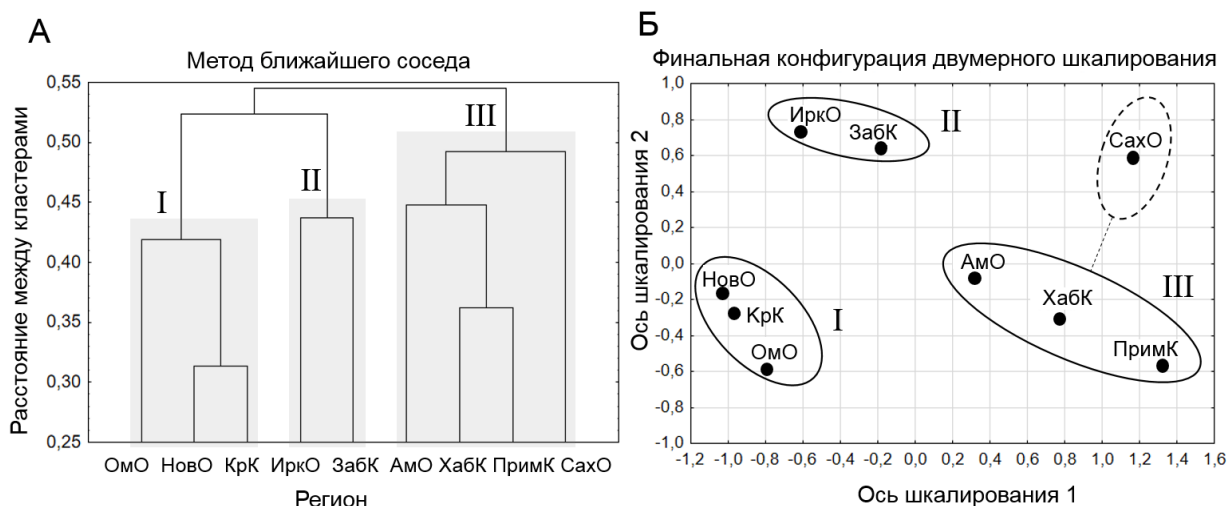 А
Метод ближайшего соседа
Расстояние между кластерами
0,55
0,50
0,45
0,40
0,35
0,30
0,25
I
II
III
ОмО НовО КрК ИркО ЗабК АмО ХабК ПримК СахО
Регион
Б
Финальная конфигурация двумерного шкалирования
Ось шкалирования 2
1,0
0,8
0,6
0,4
0,2
0,0
-0,2
-0,4
-0,6
-0,8
-1,0
ИркО
ЗабК
II
СахО
НовО
КрК
ОмО
I
АмО
ХабК
ПримК
III
-1,2 -1,0 -0,8 -0,6 -0,4 -0,2 0,0 0,2 0,4 0,6 0,8 1,0 1,2 1,4 1,6
Ось шкалирования 1